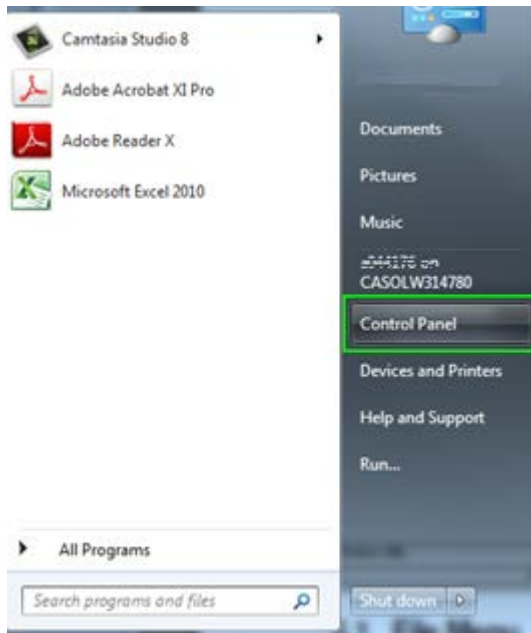 Camtasia Studio 8
Adobe Acrobat XI Pro
Adobe Reader X
Microsoft Excel 2010
All Programs
Search programs and files
Documents
Pictures
Music
CASOLW314780
Control Panel
Devices and Printers
Help and Support
Run...
Shut down